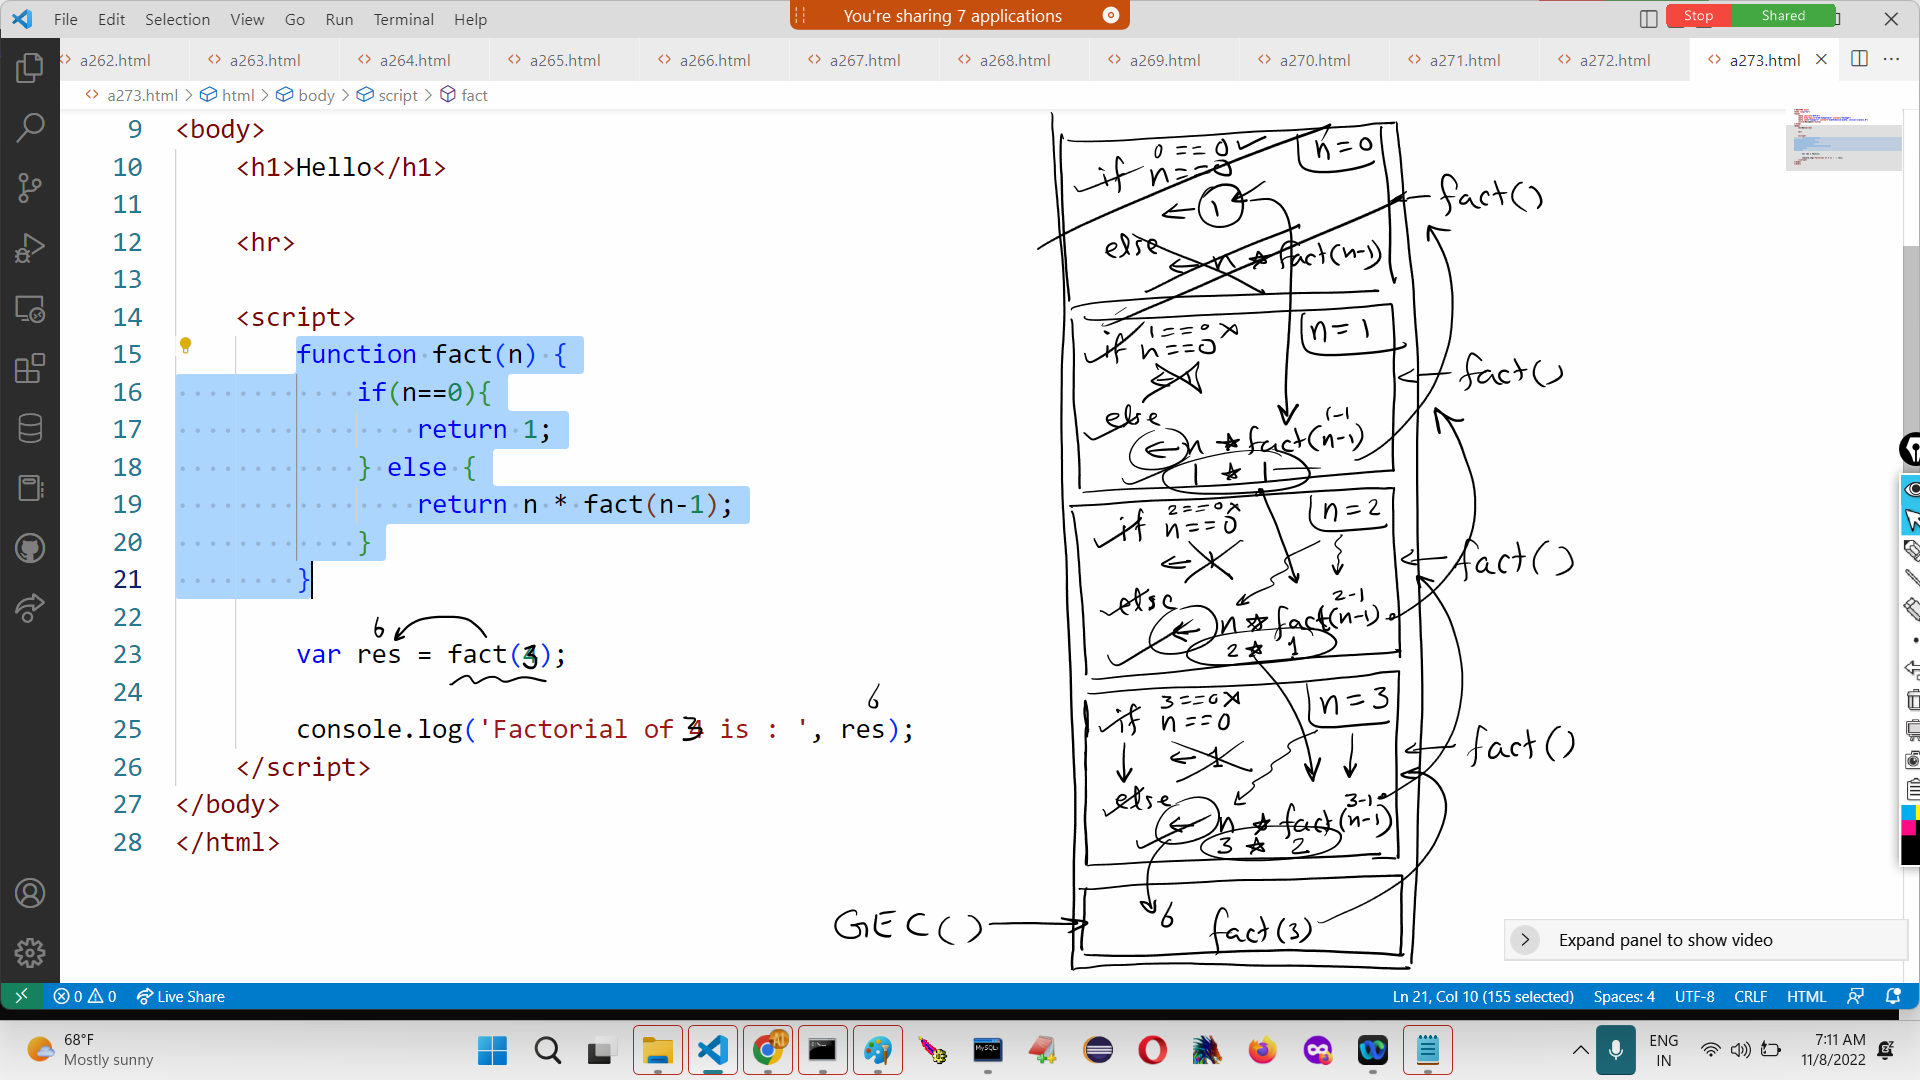 File Edit Selection View Go Run Terminal Help
You're sharing 7 applications
Stop Shared
a262.html a263.html a264.html a265.html a266.html a267.html a268.html a269.html a270.html a271.html a272.html a273.html
a273.html > html > body > script > fact
9 <body>
10 <h1>Hello</h1>
11
12 <hr>
13
14 <script>
15 function fact(n) {
16 if(n==0){
17 return 1;
18 } else {
19 return n * fact(n-1);
20 }
21 }
22
6
23 var res = fact(3);
24
6
25 console.log('Factorial of 3 is : ', res);
26 </script>
27 </body>
28 </html>
0 == 0 n = 0
if n == 0
← 1
fact()
else
← n * fact(n-1)
1 == 0 x n = 1
if n == 0
← 1
fact()
else
1-1
← n * fact(n-1)
1 * 1
2 == 0 x n = 2
if n == 0
← 1
fact()
else
2-1
← n * fact(n-1)
2 * 1
3 == 0 x n = 3
if n == 0
← 1
fact()
else
3-1
← n * fact(n-1)
3 * 2
GEC() 6 fact(3)
Expand panel to show video
0 0 Live Share
Ln 21, Col 10 (155 selected) Spaces: 4 UTF-8 CRLF HTML
68°F
Mostly sunny
MySQL
ENG
IN
7:11 AM
11/8/2022